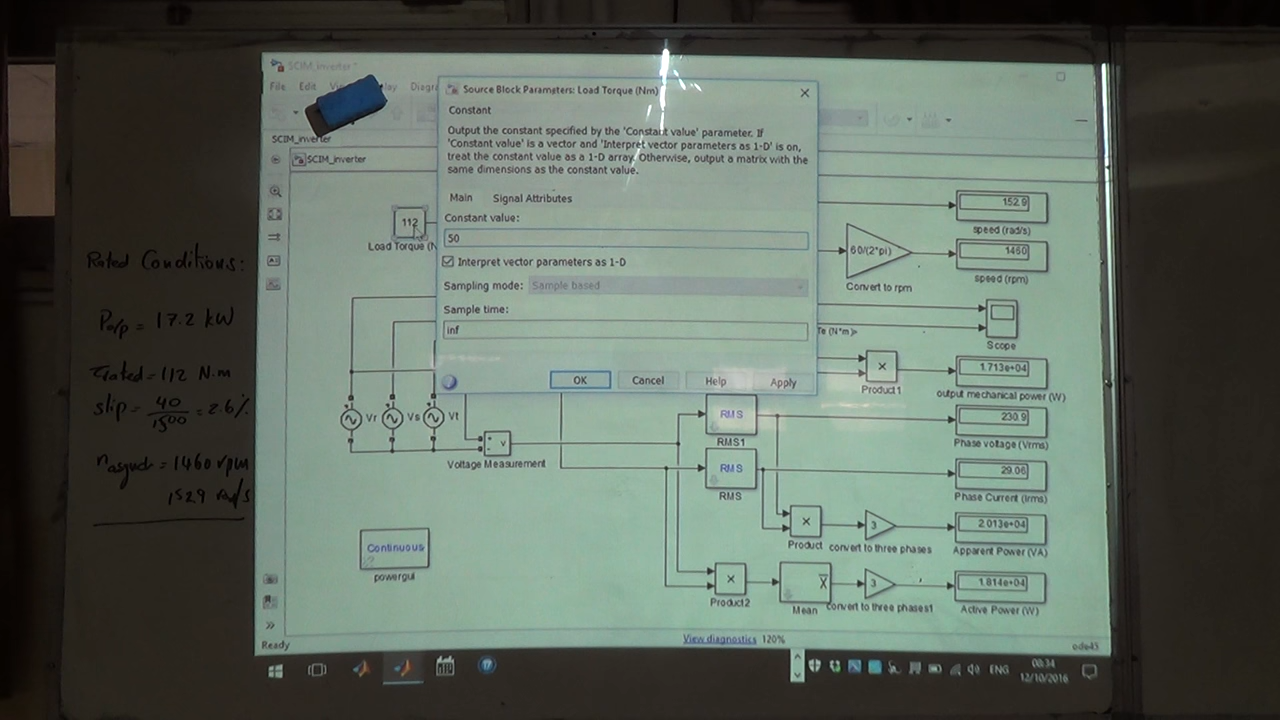 SCIM_inverter *
File Edit
SCIM_inverter
SCIM_inverter
Source Block Parameters: Load Torque (Nm)
Constant
Output the constant specified by the 'Constant value' parameter. If
'Constant value' is a vector and 'Interpret vector parameters as 1-D' is on,
treat the constant value as a 1-D array. Otherwise, output a matrix with the
same dimensions as the constant value.
Main Signal Attributes
Constant value:
50
Interpret vector parameters as 1-D
Sampling mode: Sample based
Sample time:
inf
OK Cancel Help Apply
112
Load Torque (N
152.9
speed (rad/s)
60/(2*pi)
Convert to rpm
1460
speed (rpm)
Te (N*m)>
Scope
Product1
1.713e+04
output mechanical power (W)
Vr Vs Vt
v
Voltage Measurement
RMS
RMS1
230.9
Phase voltage (Vrms)
RMS
RMS
29.06
Phase Current (Irms)
Product
3
convert to three phases
2.013e+04
Apparent Power (VA)
Continuous
powergui
Product2
Mean
3
convert to three phases1
1.814e+04
Active Power (W)
Ready
View diagnostics 120%
ode45
ENG
08:34
12/10/2016
Rated Conditions:
Po/p = 17.2 kW
τrated = 112 N.m
slip = 40/1500 = 2.6%
= 1460 rpm
152.9 rad/s